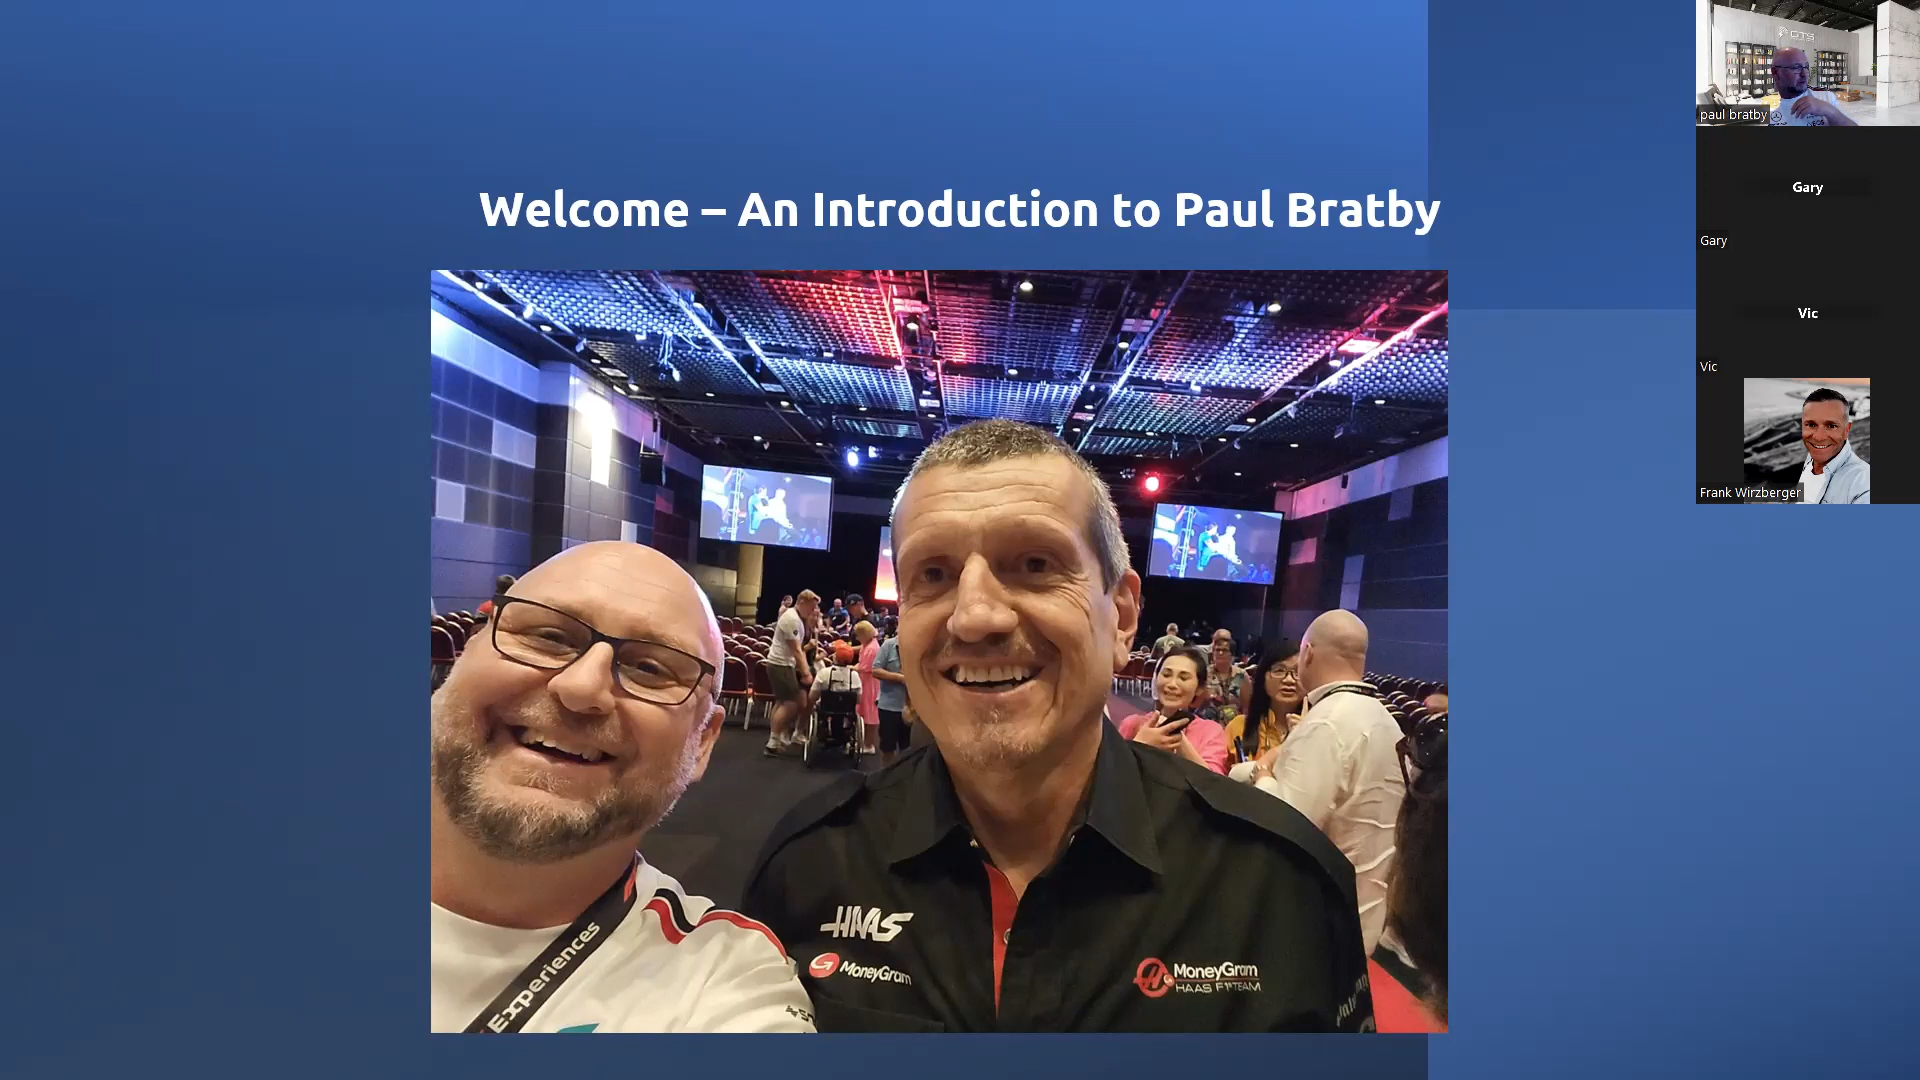 Welcome – An Introduction to Paul Bratby
GTS
paul bratby
Gary
Gary
Vic
Vic
Frank Wirzberger
HAAS
MoneyGram
MoneyGram
HAAS F1 TEAM
Experiences